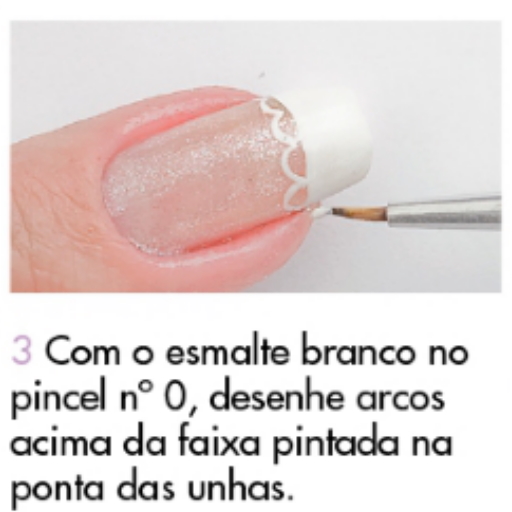 3 Com o esmalte branco no
pincel nº 0, desenhe arcos
acima da faixa pintada na
ponta das unhas.